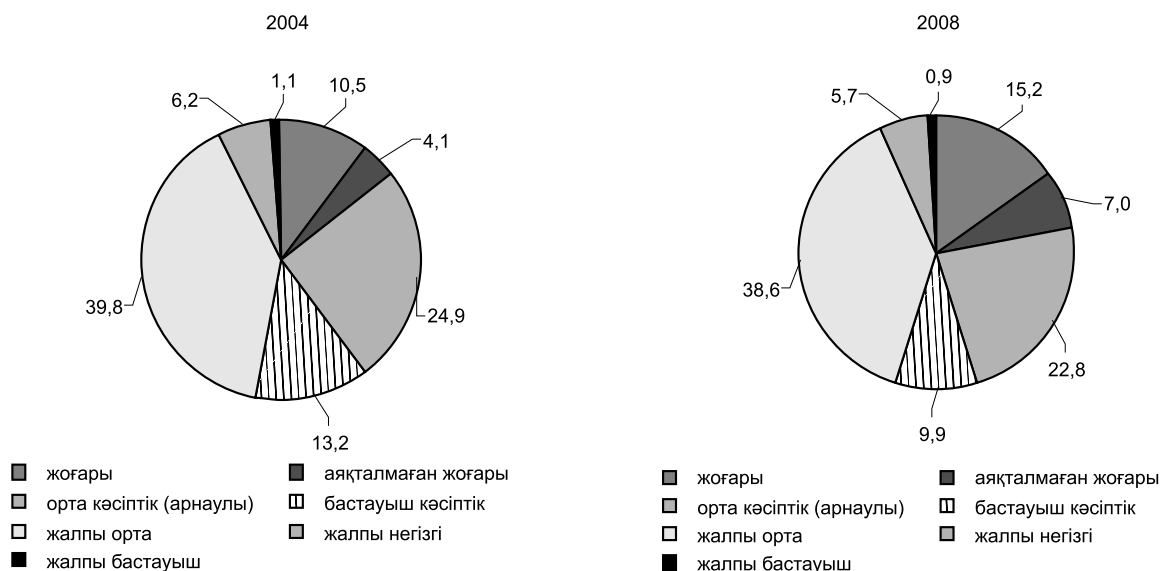 2004
1,1
10,5
6,2
4,1
39,8
24,9
13,2
жоғары
аяқталмаған жоғары
орта кәсіптік (арнаулы)
бастауыш кәсіптік
жалпы орта
жалпы негізгі
жалпы бастауыш
2008
0,9
15,2
5,7
7,0
38,6
22,8
9,9
жоғары
аяқталмаған жоғары
орта кәсіптік (арнаулы)
бастауыш кәсіптік
жалпы орта
жалпы негізгі
жалпы бастауыш